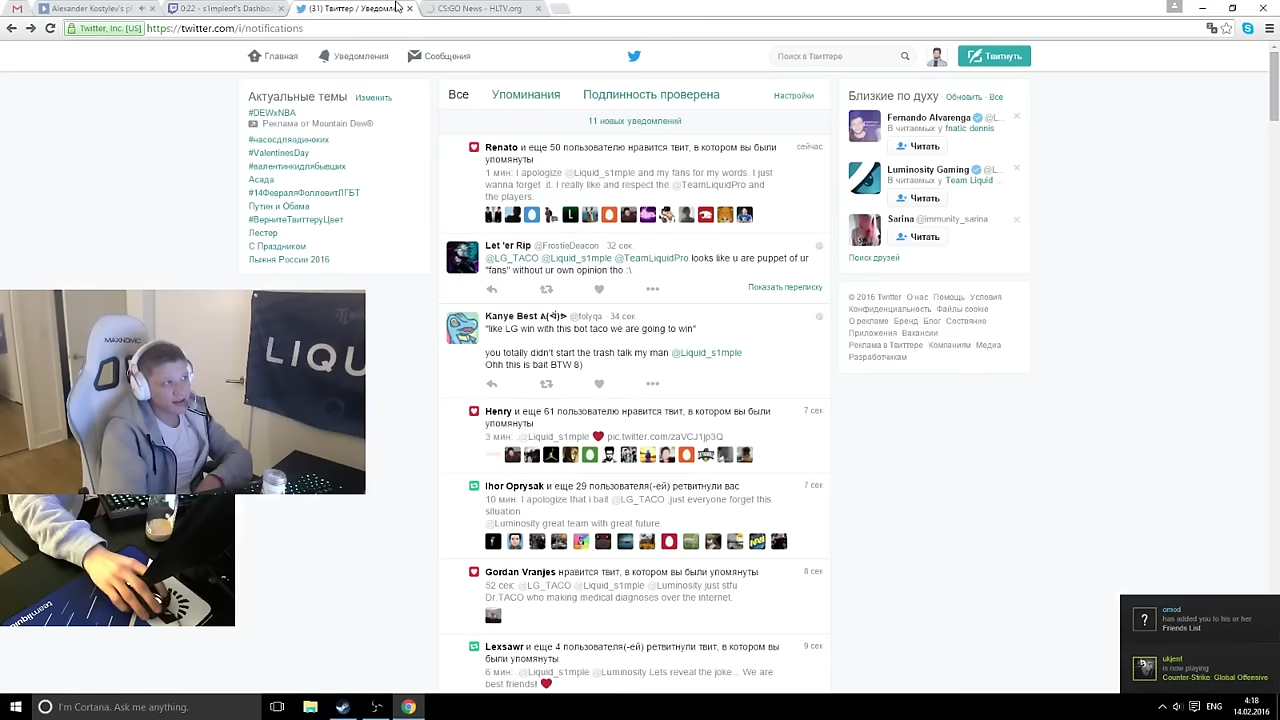 Alexander Kostylev's pl
0:22 - s1mpleof's Dashbo
(31) Твиттер / Уведомл
CS:GO News - HLTV.org
Twitter, Inc. [US]
https://twitter.com/i/notifications
Главная
Уведомления
Сообщения
Поиск в Твиттере
Твитнуть
Актуальные темы Изменить
#DEWxNBA
Реклама от Mountain Dew®
#насосдляодиноких
#ValentinesDay
#валентинкидлябывших
Асада
#14ФевраляФолловитЛГБТ
Путин и Обама
#ВернитеТвиттеруЦвет
Лестер
С Праздником
Лыжня России 2016
Все Упоминания Подлинность проверена Настройки
11 новых уведомлений
Renato и еще 50 пользователю нравится твит, в котором вы были упомянуты
сейчас
1 мин: I apologize @Liquid_s1mple and my fans for my words. I just
wanna forget it. I really like and respect the @TeamLiquidPro and
the players.
Let 'er Rip @FrostieDeacon · 32 сек.
@LG_TACO @Liquid_s1mple @TeamLiquidPro looks like u are puppet of ur
"fans" without ur own opinion tho :\
Показать переписку
Kanye Best @folyqa · 34 сек.
"like LG win with this bot taco we are going to win"
you totally didn't start the trash talk my man @Liquid_s1mple
Ohh this is bait BTW 8)
Henry и еще 61 пользователю нравится твит, в котором вы были
упомянуты
7 сек
3 мин: .@Liquid_s1mple ❤ pic.twitter.com/zaVCJ1jp3Q
Ihor Oprysak и еще 29 пользователя(-ей) ретвитнули вас
7 сек
10 мин: I apologize that i bait @LG_TACO ,just everyone forget this
situation
@Luminosity great team with great future
Gordan Vranjes нравится твит, в котором вы были упомянуты
8 сек
52 сек: @LG_TACO @Liquid_s1mple @Luminosity just stfu
Dr.TACO who making medical diagnoses over the internet.
Lexsawr и еще 4 пользователя(-ей) ретвитнули твит, в котором
вы были упомянуты
9 сек
6 мин: .@Liquid_s1mple @Luminosity Lets reveal the joke... We are
best friends! ❤
Близкие по духу Обновить · Все
Fernando Alvarenga @L...
В читаемых у fnatic dennis
Читать
Luminosity Gaming @L...
В читаемых у Team Liquid ...
Читать
Sarina @immunity_sarina
Читать
Поиск друзей
© 2016 Twitter О нас Помощь Условия
Конфиденциальность Файлы cookie
О рекламе Бренд Блог Состояние
Приложения Вакансии
Реклама в Твиттере Компаниям Медиа
Разработчикам
MAXNOMIC
LIQU
omod
has added you to his or her
Friends List
ukjent
is now playing
Counter-Strike: Global Offensive
I'm Cortana. Ask me anything.
ENG
4:18
14.02.2016